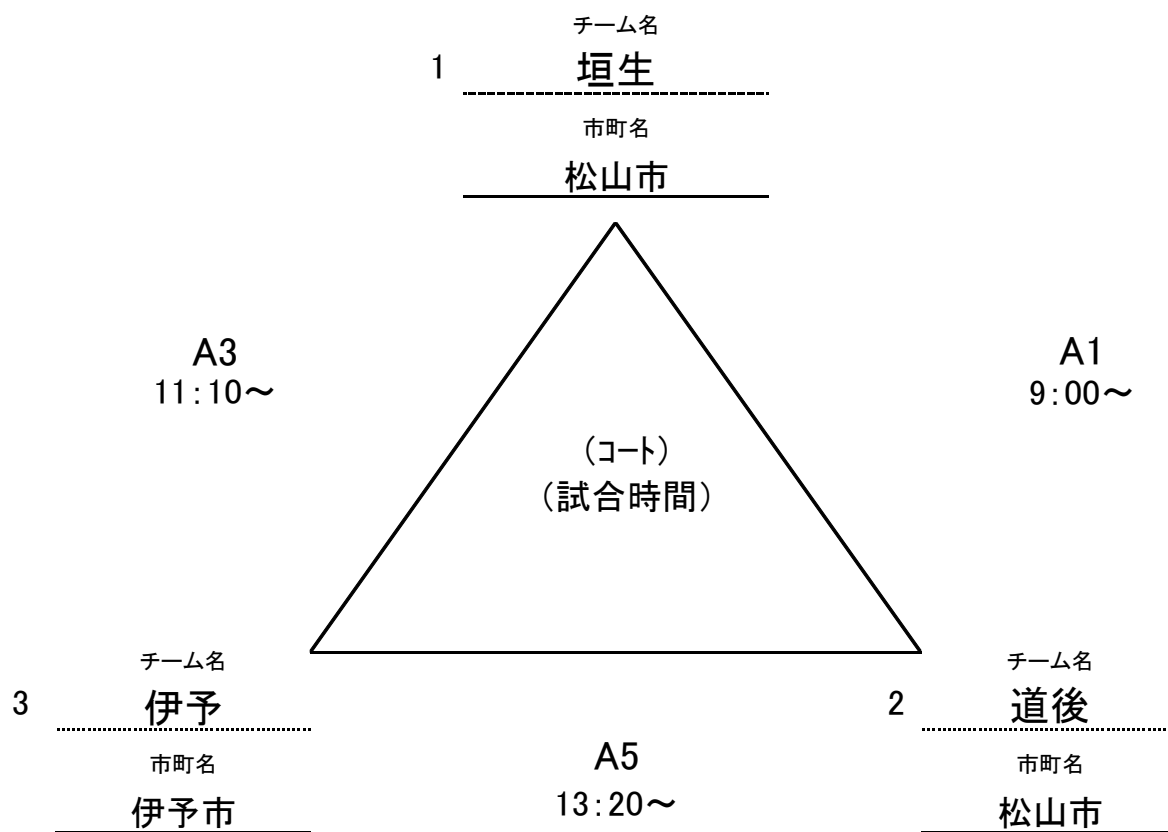 チーム名
1 垣生
市町名
松山市
A3
11:10～
A1
9:00～
(コート)
(試合時間)
チーム名
3 伊予
市町名
伊予市
A5
13:20～
チーム名
2 道後
市町名
松山市